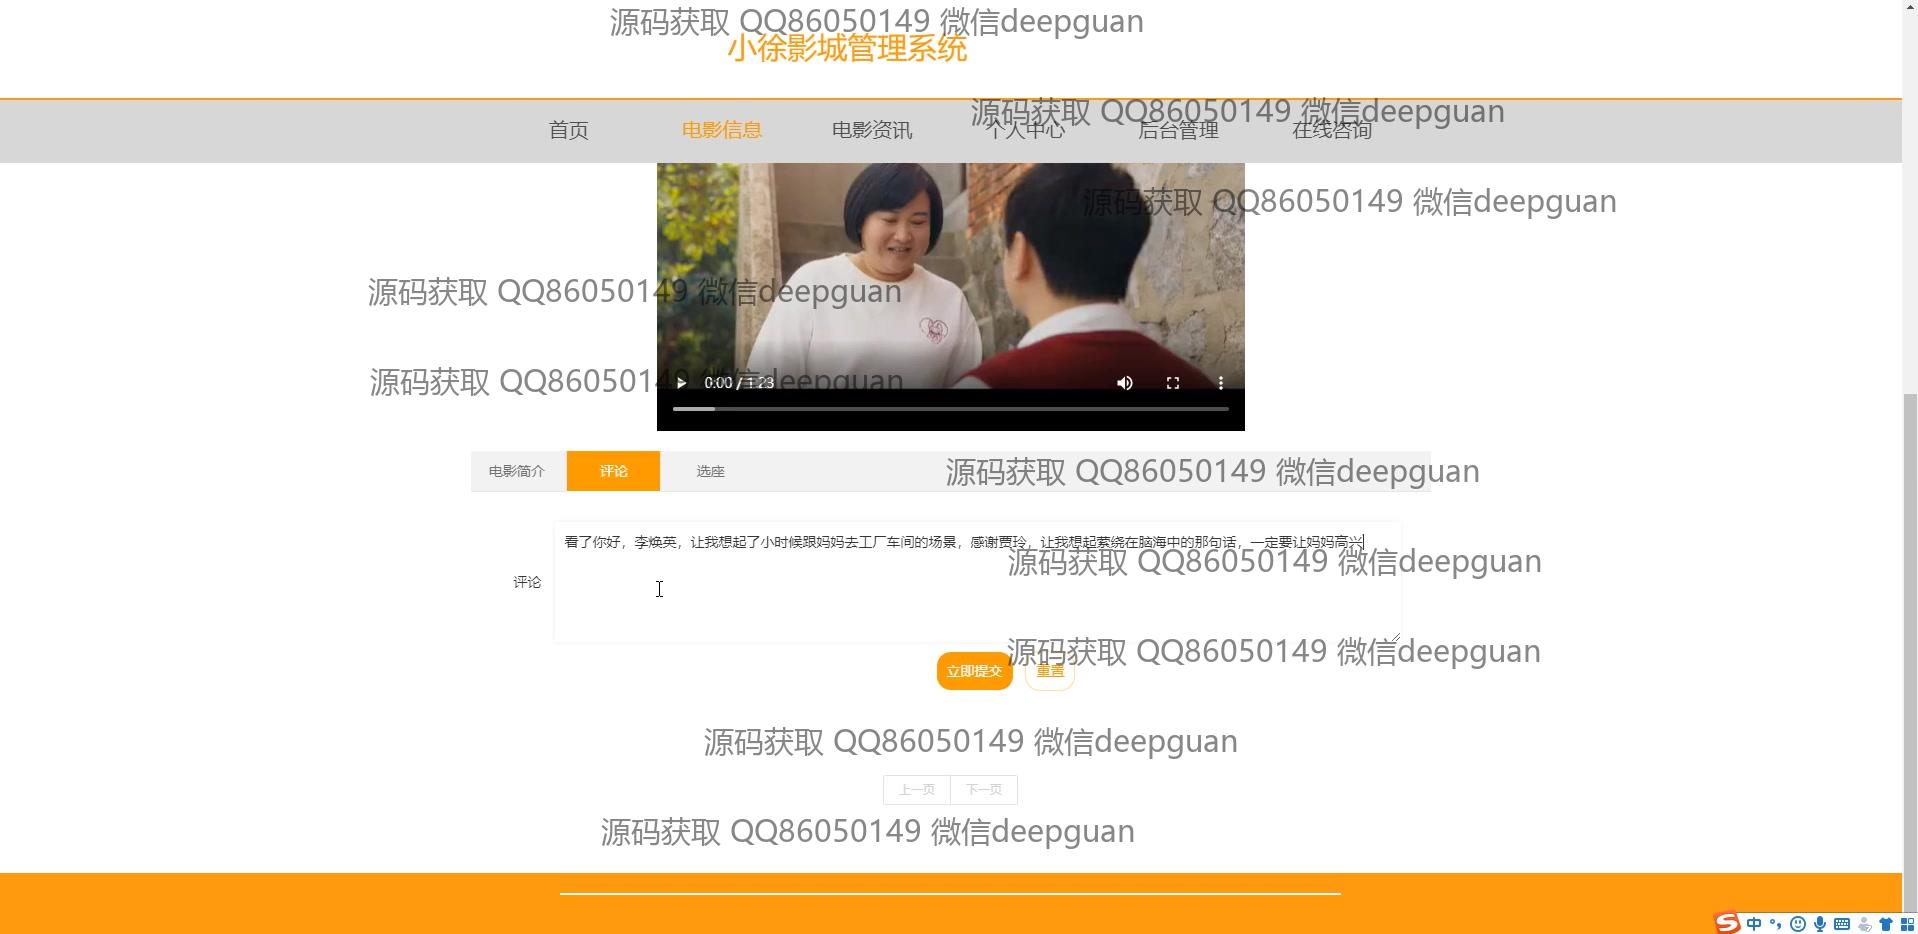 源码获取 QQ86050149 微信deepguan
小徐影城管理系统
源码获取 QQ86050149 微信deepguan
首页 电影信息 电影资讯 个人中心 后台管理 在线咨询
源码获取 QQ86050149 微信deepguan
源码获取 QQ86050149 微信deepguan
源码获取 QQ86050149 微信deepguan
0:00 / 1:23
电影简介 评论 选座
源码获取 QQ86050149 微信deepguan
看了你好，李焕英，让我想起了小时候跟妈妈去工厂车间的场景，感谢贾玲，让我想起萦绕在脑海中的那句话，一定要让妈妈高兴
源码获取 QQ86050149 微信deepguan
评论
源码获取 QQ86050149 微信deepguan
立即提交 重置
源码获取 QQ86050149 微信deepguan
上一页 下一页
源码获取 QQ86050149 微信deepguan
S 中